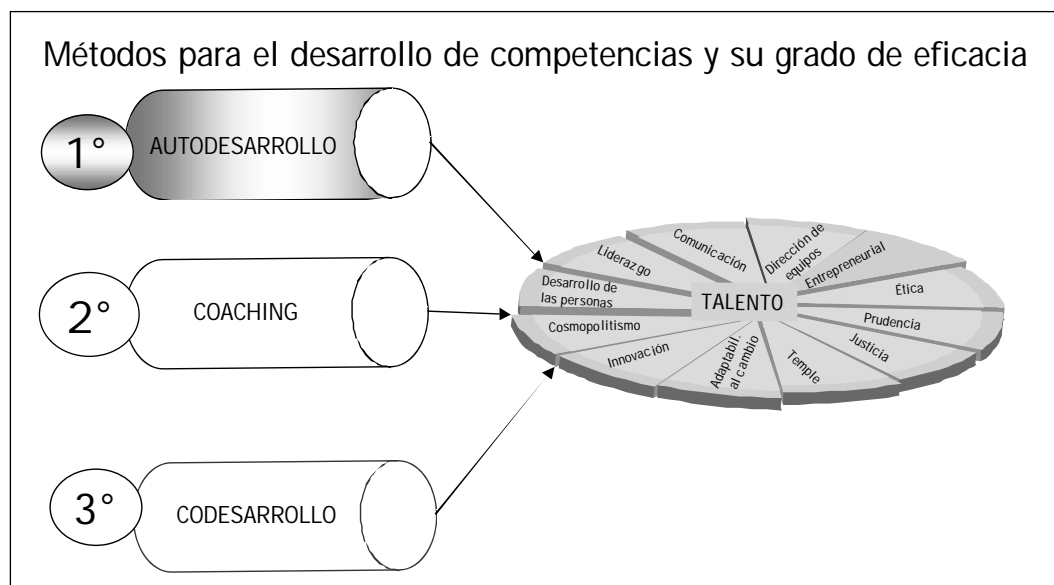 Métodos para el desarrollo de competencias y su grado de eficacia
1°
AUTODESARROLLO
2°
COACHING
3°
CODESARROLLO
TALENTO
Comunicación
Dirección de
equipos
Entrepreneurial
Ética
Prudencia
Justicia
Temple
Adaptabil.
al cambio
Innovación
Cosmopolitismo
Desarrollo de
las personas
Liderazgo